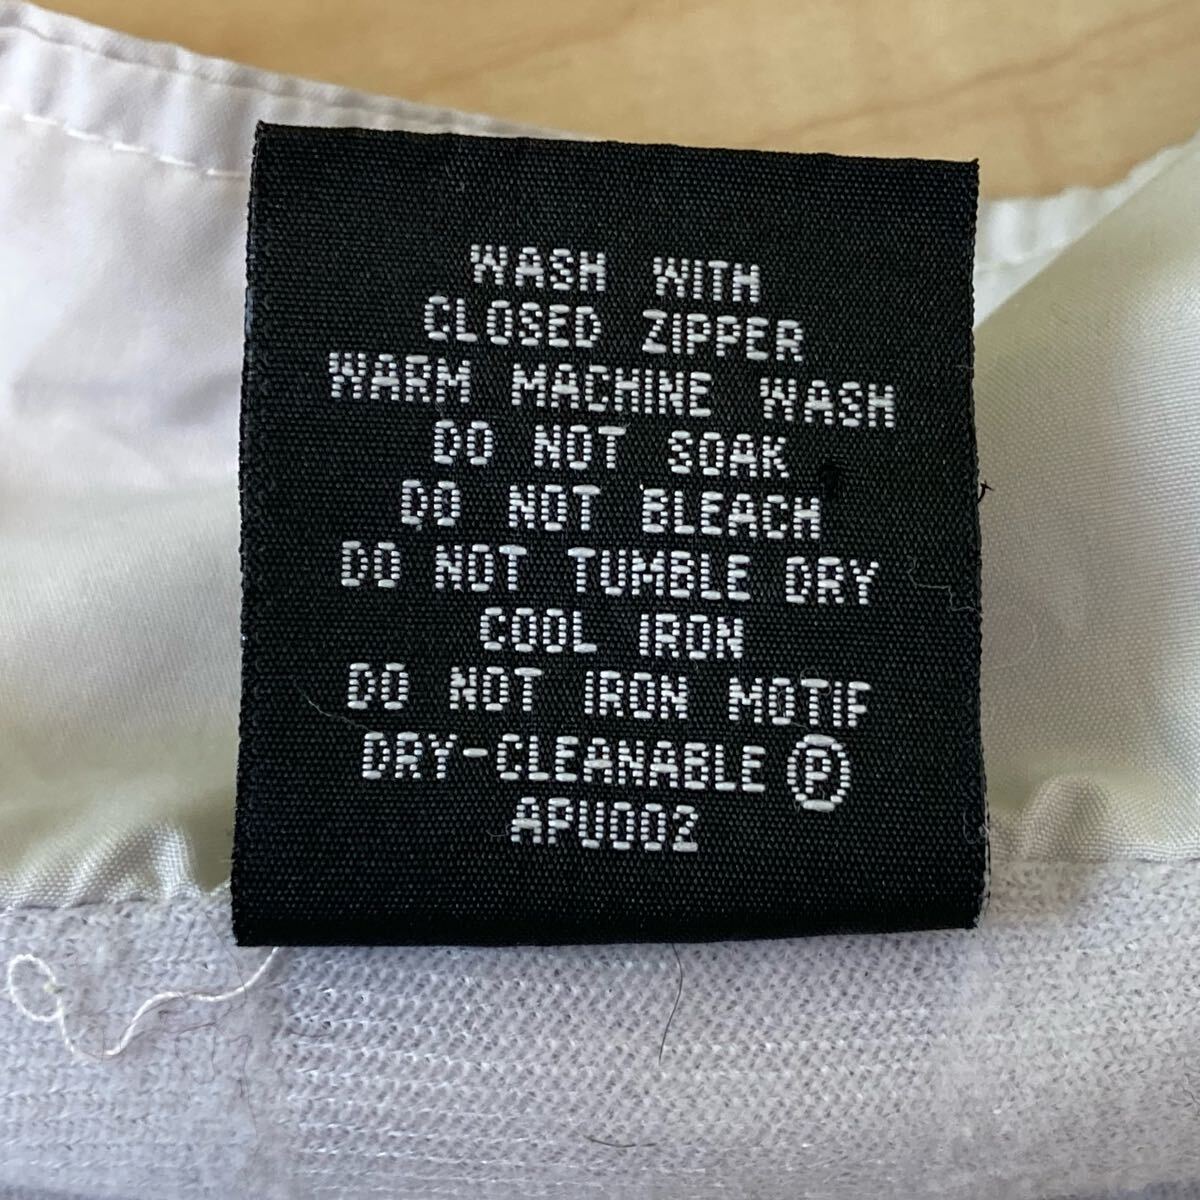 WASH WITH
CLOSED ZIPPER
WARM MACHINE WASH
DO NOT SOAK
DO NOT BLEACH
DO NOT TUMBLE DRY
COOL IRON
DO NOT IRON MOTIF
DRY-CLEANABLE Ⓟ
APU002